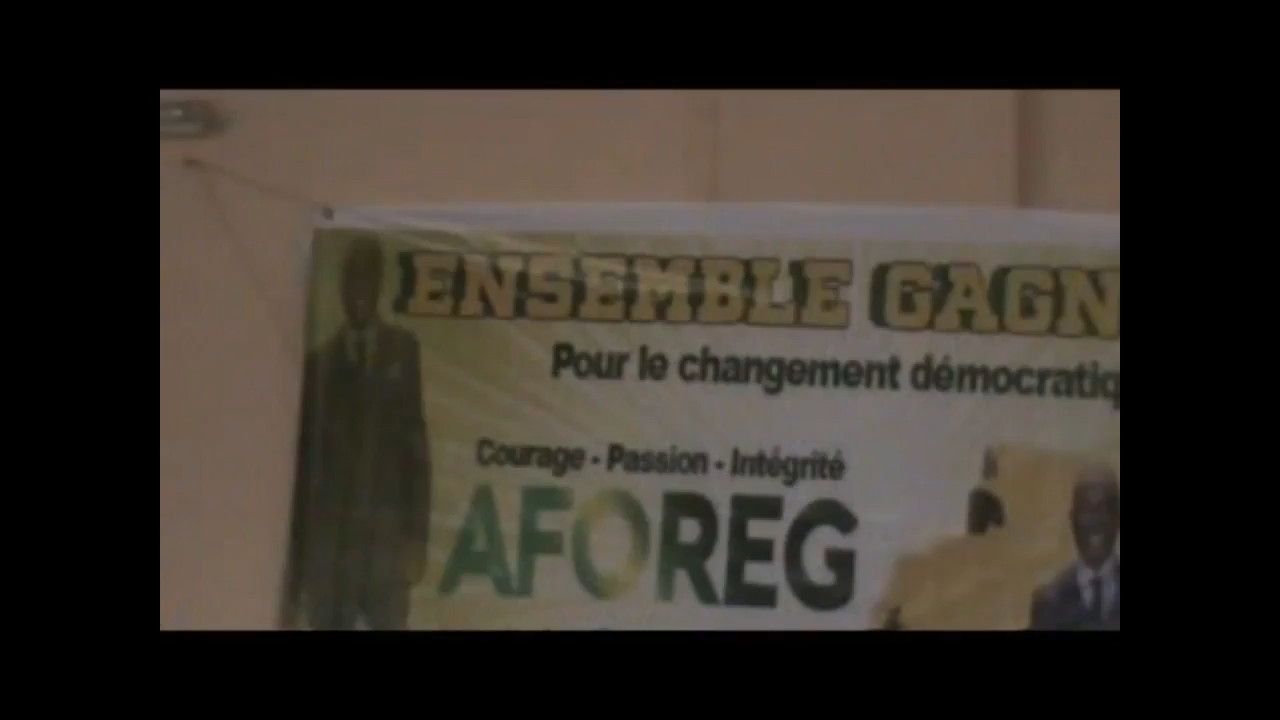 ENSEMBLE GAGN
Pour le changement démocratiq
Courage - Passion - Intégrité
AFOREG